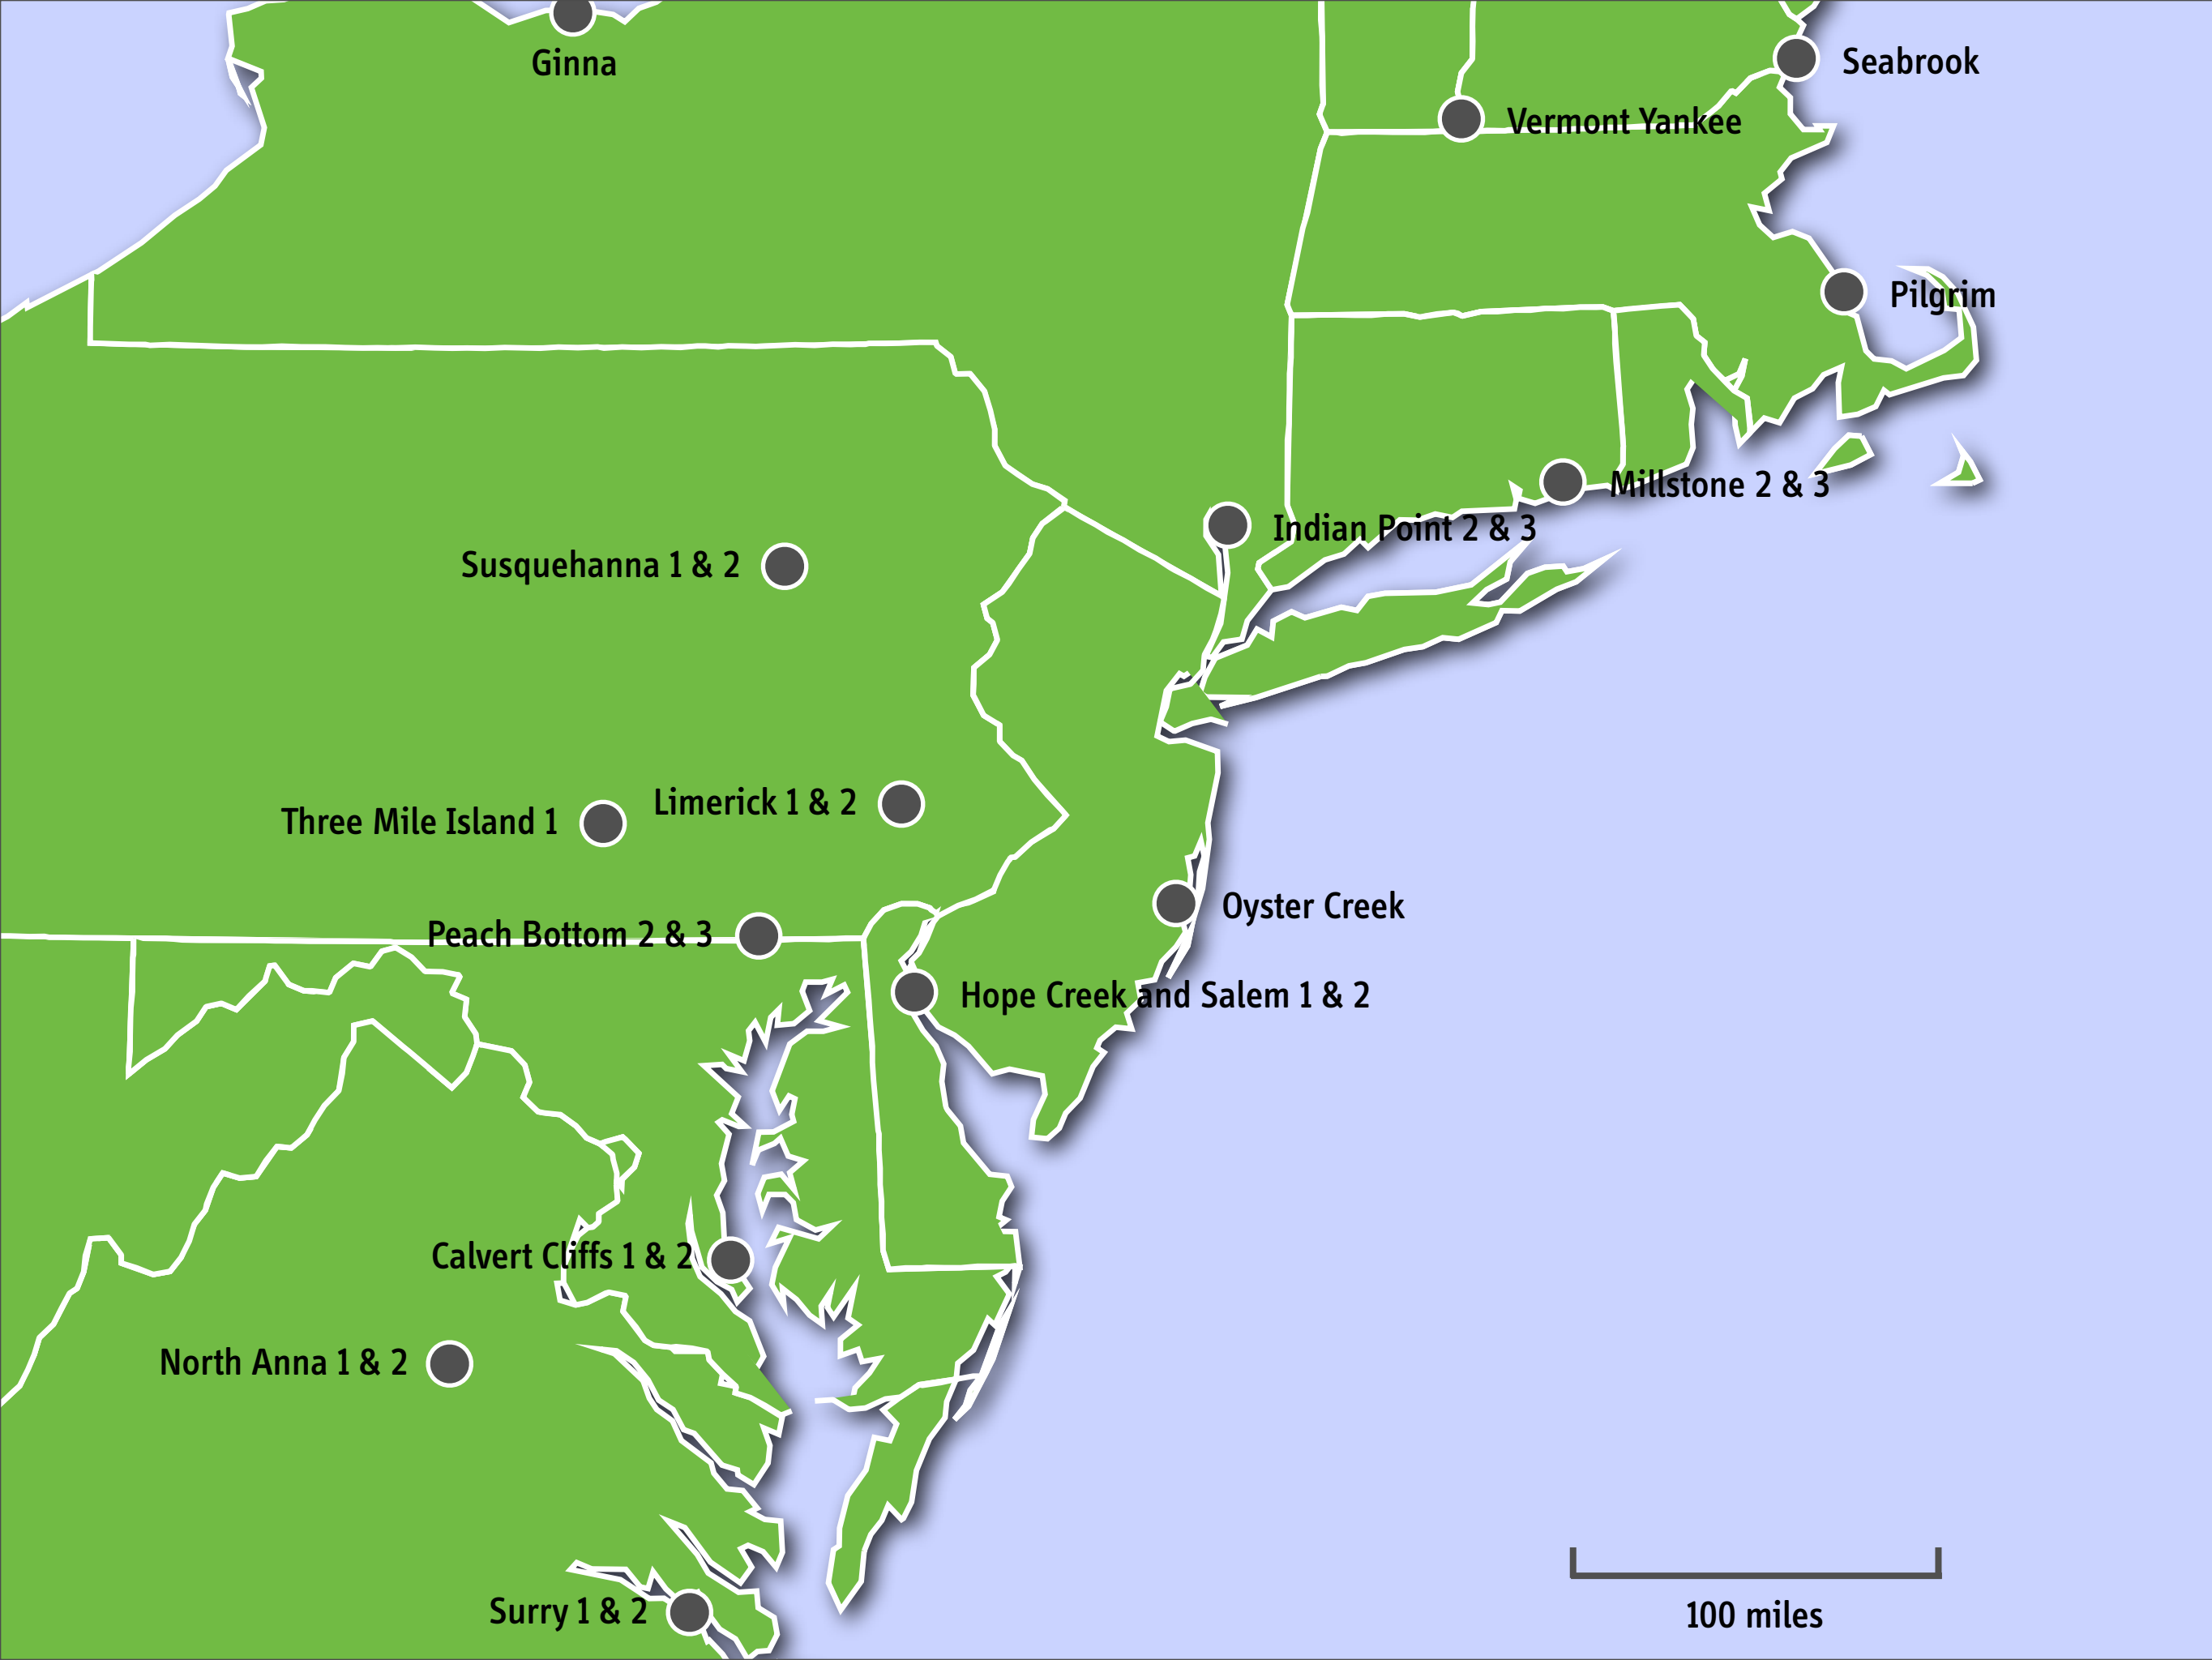 Ginna
Seabrook
Vermont Yankee
Pilgrim
Millstone 2 & 3
Indian Point 2 & 3
Susquehanna 1 & 2
Limerick 1 & 2
Three Mile Island 1
Oyster Creek
Peach Bottom 2 & 3
Hope Creek and Salem 1 & 2
Calvert Cliffs 1 & 2
North Anna 1 & 2
Surry 1 & 2
100 miles